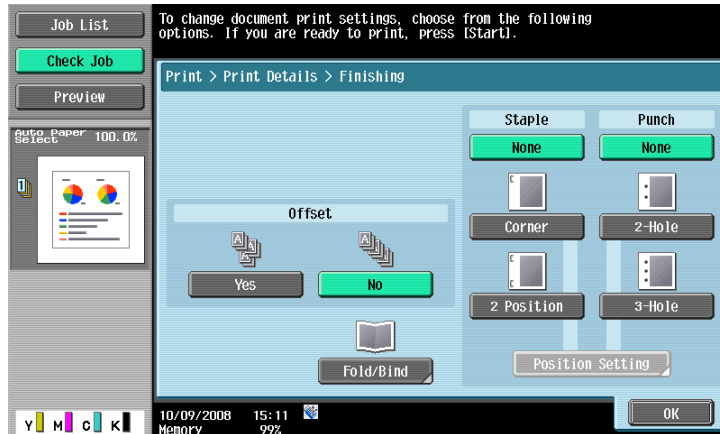 Job List
Check Job
Preview
Auto Paper
Select 100.0%
1
To change document print settings, choose from the following
options. If you are ready to print, press [Start].
Print > Print Details > Finishing
Offset
Yes
No
Fold/Bind
Staple
None
Corner
2 Position
Punch
None
2-Hole
3-Hole
Position Setting
Y M C K
10/09/2008 15:11
Memory 99%
OK